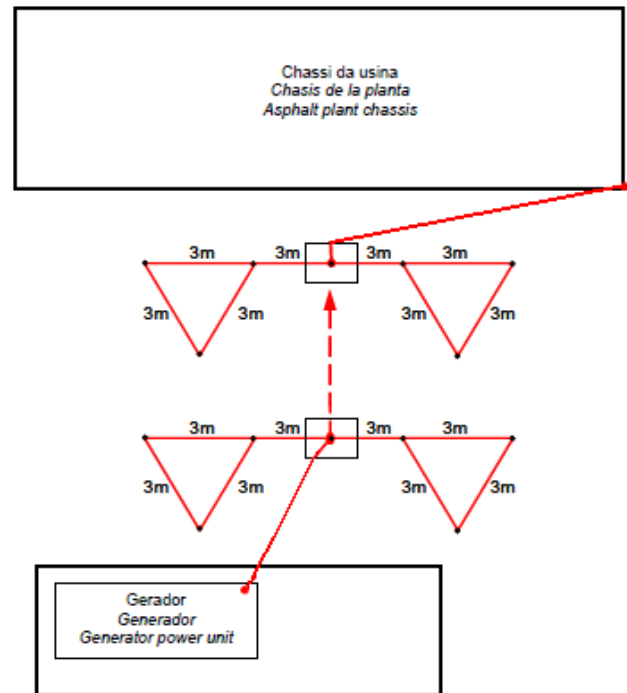 Chassi da usina
Chasis de la planta
Asphalt plant chassis
3m 3m 3m 3m
3m 3m 3m 3m
3m 3m 3m 3m
3m 3m 3m 3m
Gerador
Generador
Generator power unit